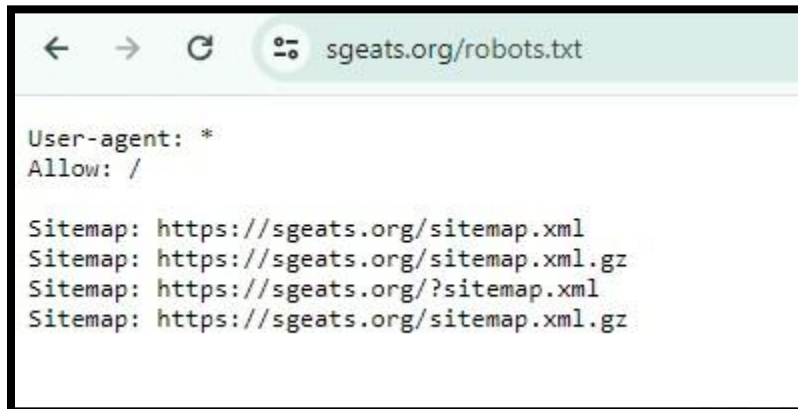 sgeats.org/robots.txt
User-agent: *
Allow: /
Sitemap: https://sgeats.org/sitemap.xml
Sitemap: https://sgeats.org/sitemap.xml.gz
Sitemap: https://sgeats.org/?sitemap.xml
Sitemap: https://sgeats.org/sitemap.xml.gz